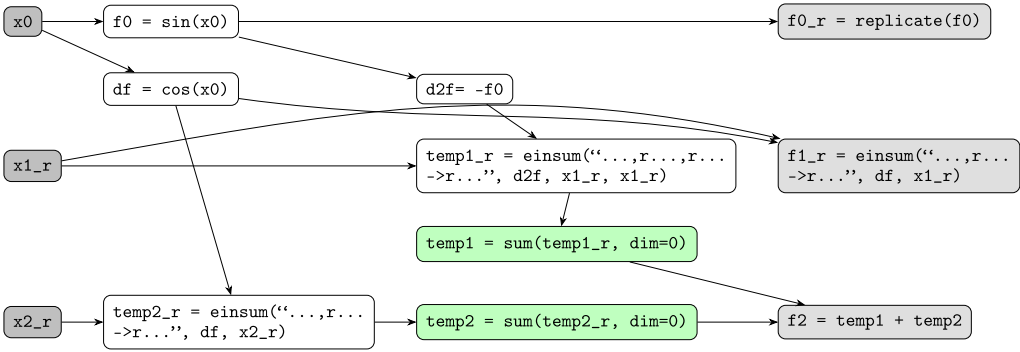 x0
f0 = sin(x0)
f0_r = replicate(f0)
df = cos(x0)
d2f= -f0
x1_r
temp1_r = einsum(“...,r...,r...
->r...”, d2f, x1_r, x1_r)
f1_r = einsum(“...,r...
->r...”, df, x1_r)
temp1 = sum(temp1_r, dim=0)
x2_r
temp2_r = einsum(“...,r...
->r...”, df, x2_r)
temp2 = sum(temp2_r, dim=0)
f2 = temp1 + temp2